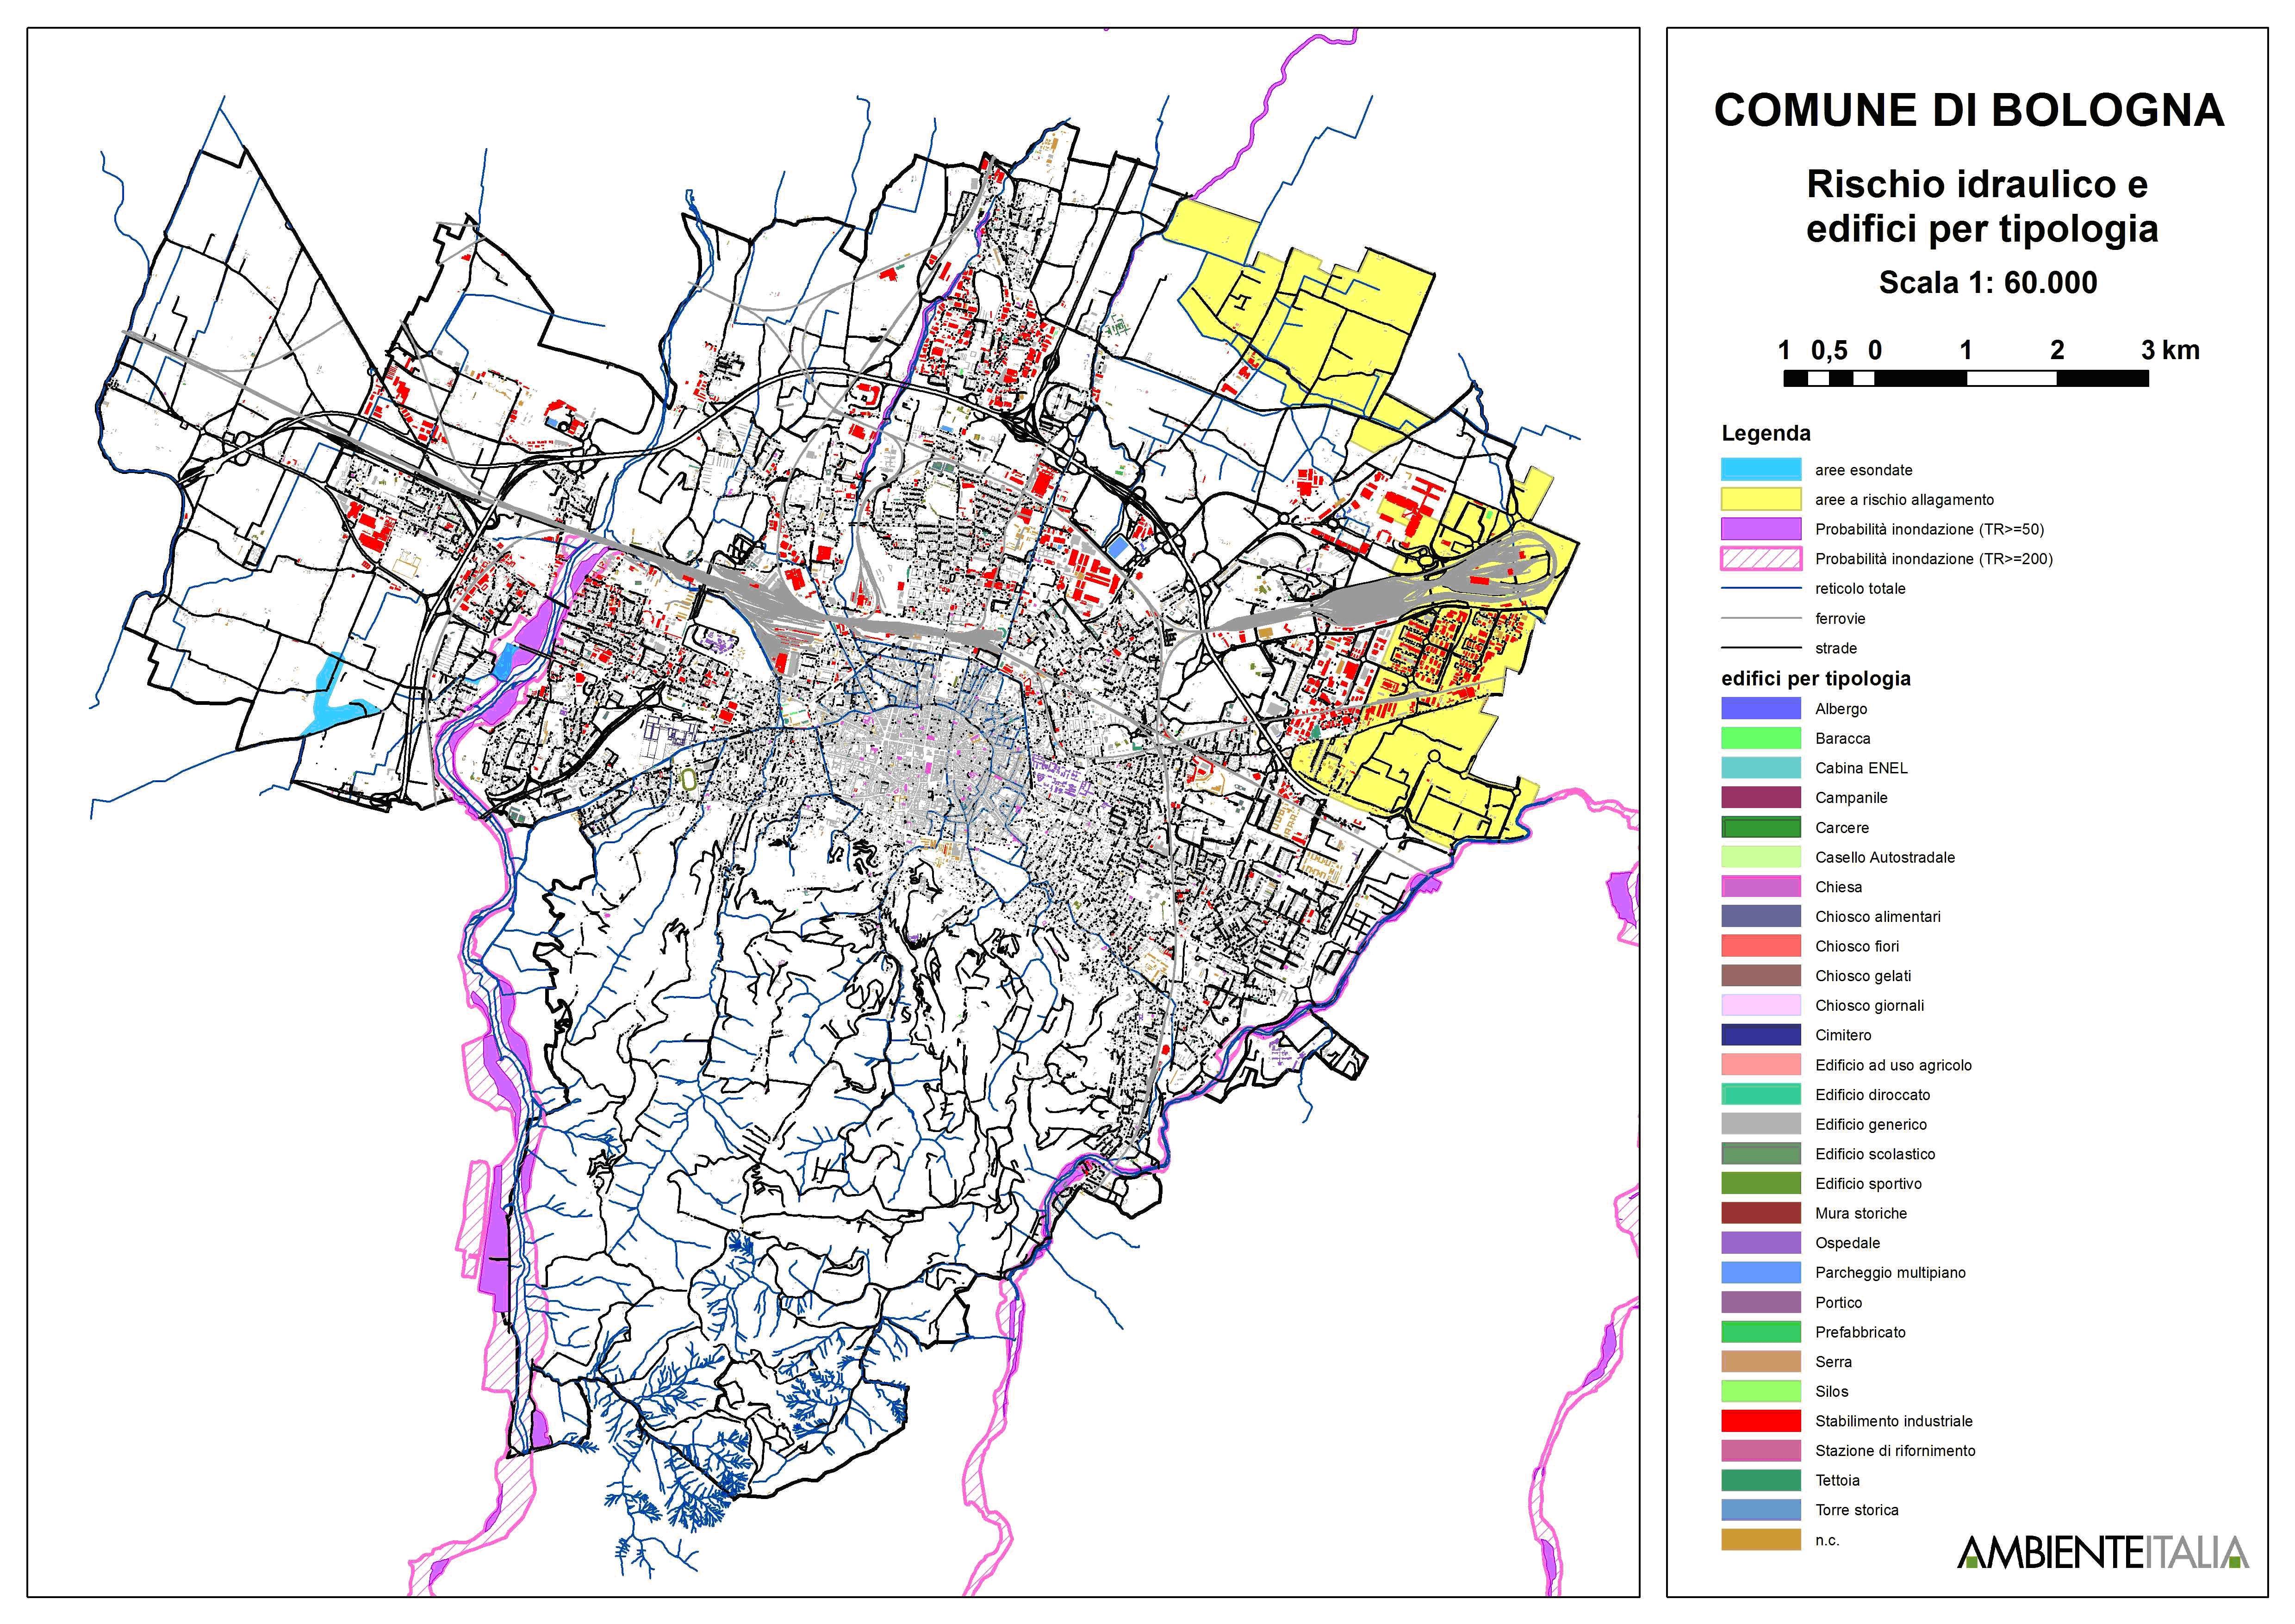 COMUNE DI BOLOGNA
Rischio idraulico e
edifici per tipologia
Scala 1: 60.000
1 0,5 0 1 2 3 km
Legenda
aree esondate
aree a rischio allagamento
Probabilità inondazione (TR>=50)
Probabilità inondazione (TR>=200)
reticolo totale
ferrovie
strade
edifici per tipologia
Albergo
Baracca
Cabina ENEL
Campanile
Carcere
Casello Autostradale
Chiesa
Chiosco alimentari
Chiosco fiori
Chiosco gelati
Chiosco giornali
Cimitero
Edificio ad uso agricolo
Edificio diroccato
Edificio generico
Edificio scolastico
Edificio sportivo
Mura storiche
Ospedale
Parcheggio multipiano
Portico
Prefabbricato
Serra
Silos
Stabilimento industriale
Stazione di rifornimento
Tettoia
Torre storica
n.c.
AMBIENTEITALIA